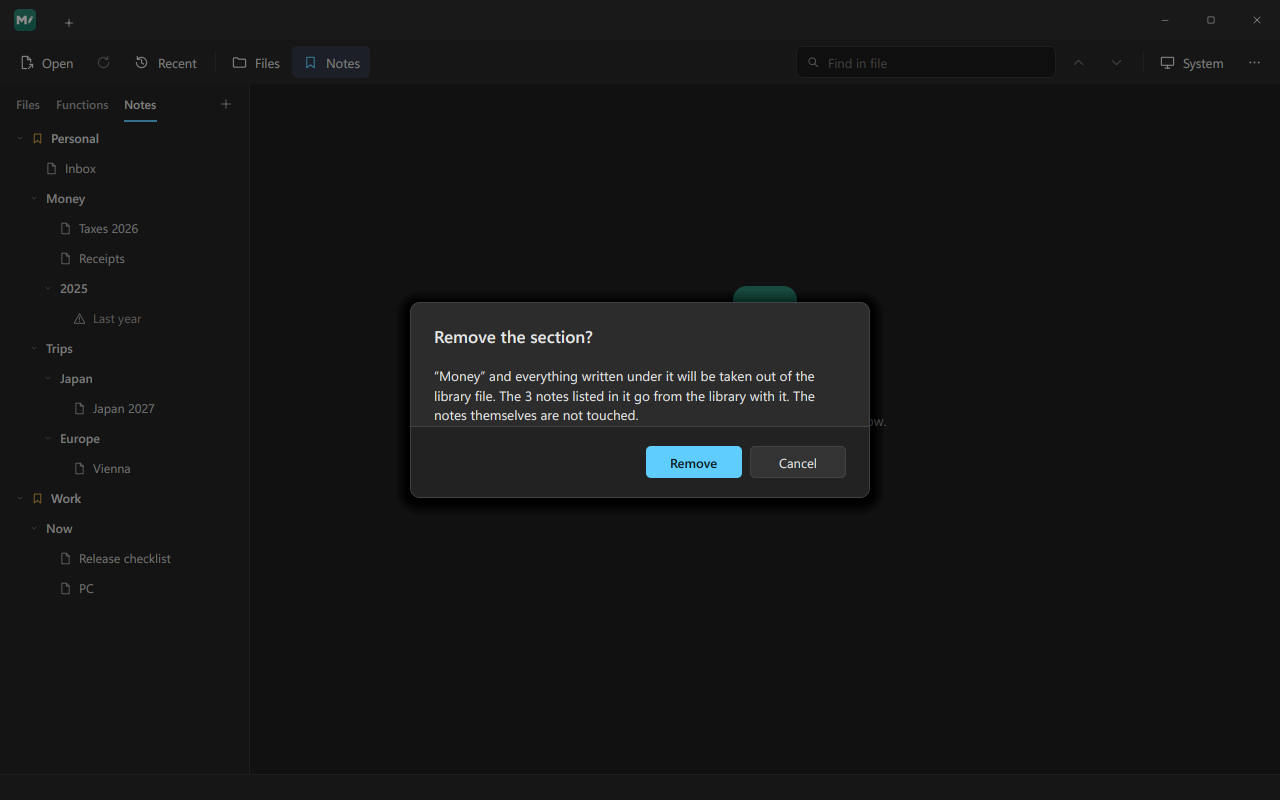 M
Open
Recent
Files
Notes
Find in file
System
Files
Functions
Notes
Personal
Inbox
Money
Taxes 2026
Receipts
2025
Last year
Trips
Japan
Japan 2027
Europe
Vienna
Work
Now
Release checklist
PC
Remove the section?
“Money” and everything written under it will be taken out of the
library file. The 3 notes listed in it go from the library with it. The
notes themselves are not touched.
Remove
Cancel